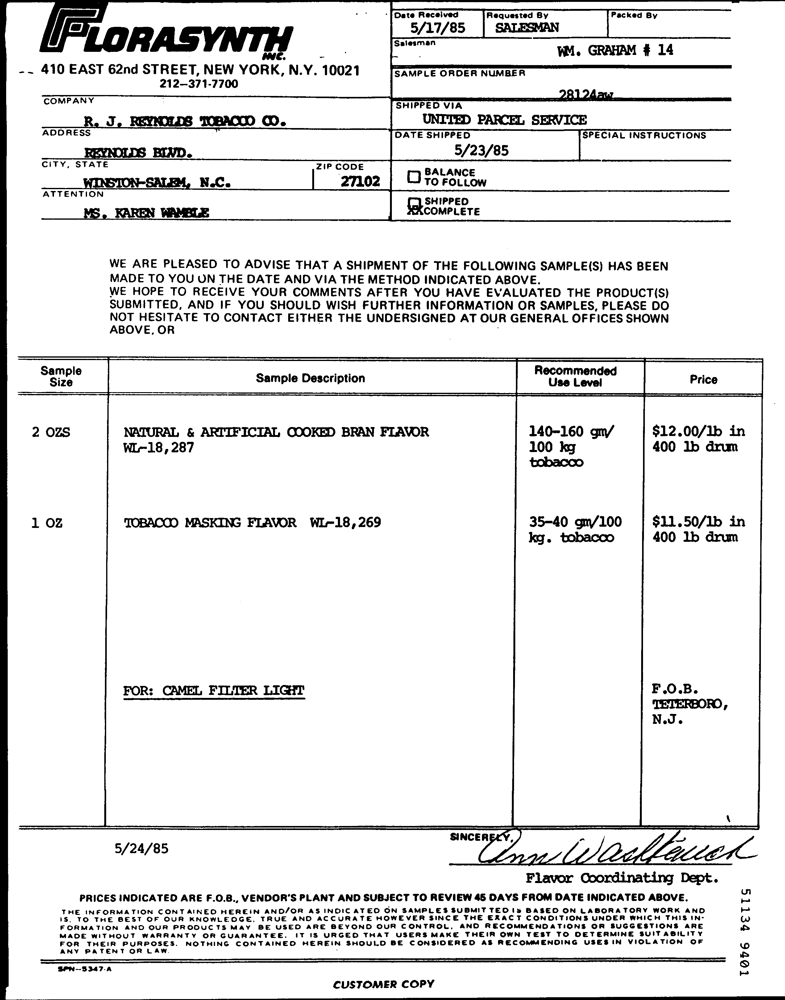 FLORASYNTH INC.
410 EAST 62nd STREET, NEW YORK, N.Y. 10021
212-371-7700
Date Received
5/17/85
Requested By
SALESMAN
Packed By
Salesman
WM. GRAHAM # 14
SAMPLE ORDER NUMBER
28124aw
COMPANY
R. J. REYNOLDS TOBACCO CO.
SHIPPED VIA
UNITED PARCEL SERVICE
ADDRESS
REYNOLDS BLVD.
DATE SHIPPED
5/23/85
SPECIAL INSTRUCTIONS
CITY, STATE
WINSTON-SALEM, N.C.
ZIP CODE
27102
BALANCE
TO FOLLOW
ATTENTION
MS. KAREN WAMBLE
SHIPPED
XX COMPLETE
WE ARE PLEASED TO ADVISE THAT A SHIPMENT OF THE FOLLOWING SAMPLE(S) HAS BEEN
MADE TO YOU ON THE DATE AND VIA THE METHOD INDICATED ABOVE.
WE HOPE TO RECEIVE YOUR COMMENTS AFTER YOU HAVE EVALUATED THE PRODUCT(S)
SUBMITTED, AND IF YOU SHOULD WISH FURTHER INFORMATION OR SAMPLES, PLEASE DO
NOT HESITATE TO CONTACT EITHER THE UNDERSIGNED AT OUR GENERAL OFFICES SHOWN
ABOVE, OR
Sample
Size
Sample Description
Recommended
Use Level
Price
2 OZS
NATURAL & ARTIFICIAL COOKED BRAN FLAVOR
WL-18,287
140-160 gm/
100 kg
tobacco
$12.00/lb in
400 lb drum
1 OZ
TOBACCO MASKING FLAVOR WL-18,269
35-40 gm/100
kg. tobacco
$11.50/lb in
400 lb drum
FOR: CAMEL FILTER LIGHT
F.O.B.
TETERBORO,
N.J.
5/24/85
SINCERELY,
Ann
Flavor Coordinating Dept.
PRICES INDICATED ARE F.O.B., VENDOR'S PLANT AND SUBJECT TO REVIEW 45 DAYS FROM DATE INDICATED ABOVE.
THE INFORMATION CONTAINED HEREIN AND/OR AS INDICATED ON SAMPLES SUBMITTED IS BASED ON LABORATORY WORK AND
IS, TO THE BEST OF OUR KNOWLEDGE, TRUE AND ACCURATE HOWEVER SINCE THE EXACT CONDITIONS UNDER WHICH THIS IN-
FORMATION AND OUR PRODUCTS MAY BE USED ARE BEYOND OUR CONTROL, AND RECOMMENDATIONS OR SUGGESTIONS ARE
MADE WITHOUT WARRANTY OR GUARANTEE. IT IS URGED THAT USERS MAKE THEIR OWN TEST TO DETERMINE SUITABILITY
FOR THEIR PURPOSES. NOTHING CONTAINED HEREIN SHOULD BE CONSIDERED AS RECOMMENDING USES IN VIOLATION OF
ANY PATENT OR LAW.
SPN-5347-A
CUSTOMER COPY
51134 9401